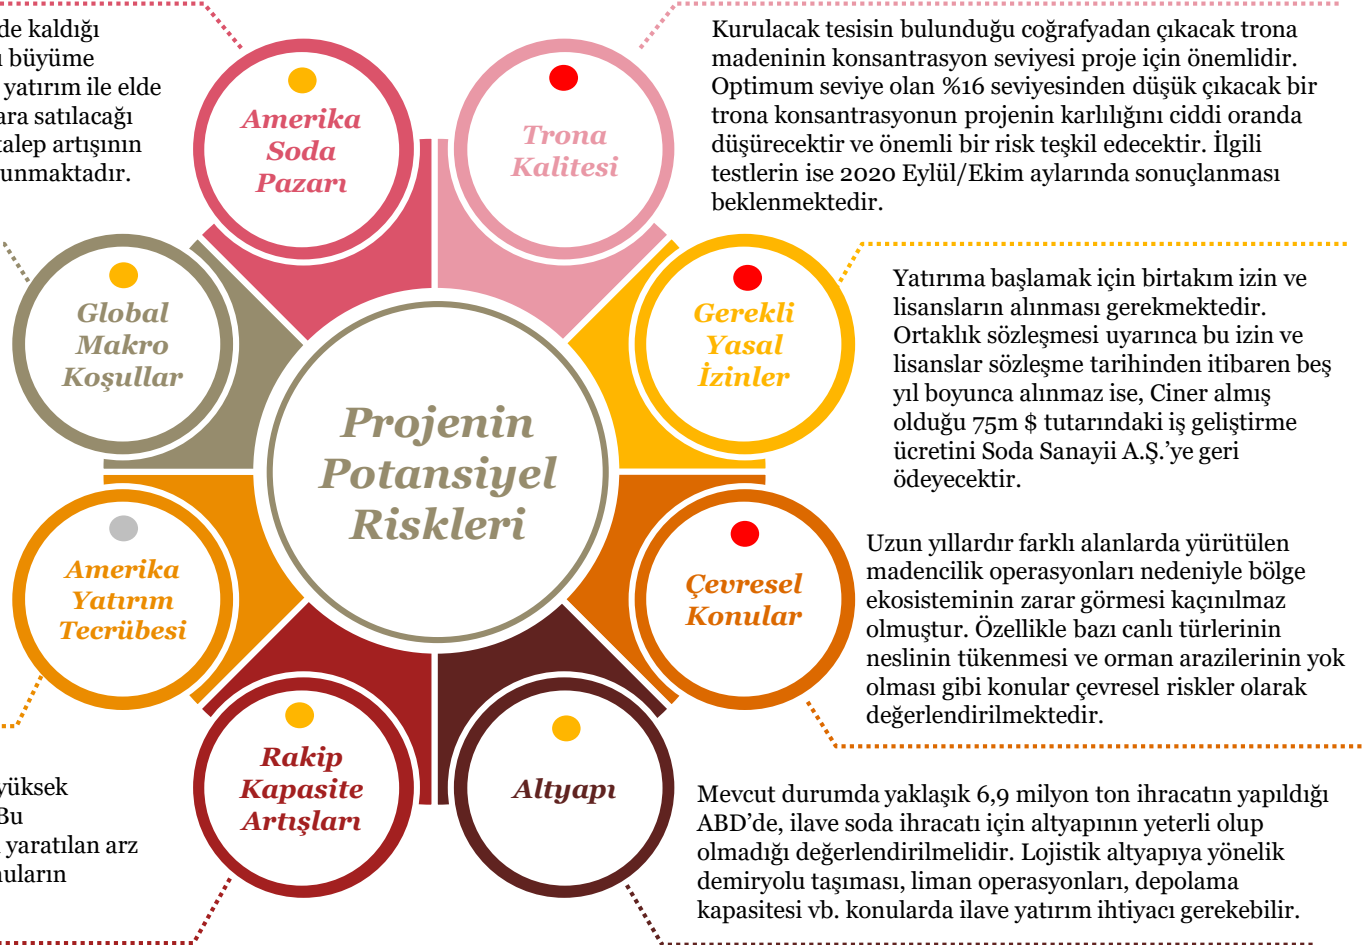 de kaldığı
büyüme
yatırım ile elde
ara satılacağı
talep artışının
unmaktadır.
Amerika
Soda
Pazarı
Trona
Kalitesi
Kurulacak tesisin bulunduğu coğrafyadan çıkacak trona
madeninin konsantrasyon seviyesi proje için önemlidir.
Optimum seviye olan %16 seviyesinden düşük çıkacak bir
trona konsantrasyonun projenin karlılığını ciddi oranda
düşürecektir ve önemli bir risk teşkil edecektir. İlgili
testlerin ise 2020 Eylül/Ekim aylarında sonuçlanması
beklenmektedir.
Global
Makro
Koşullar
Gerekli
Yasal
İzinler
Yatırıma başlamak için birtakım izin ve
lisansların alınması gerekmektedir.
Ortaklık sözleşmesi uyarınca bu izin ve
lisanslar sözleşme tarihinden itibaren beş
yıl boyunca alınmaz ise, Ciner almış
olduğu 75m $ tutarındaki iş geliştirme
ücretini Soda Sanayii A.Ş.’ye geri
ödeyecektir.
Projenin
Potansiyel
Riskleri
Amerika
Yatırım
Tecrübesi
Çevresel
Konular
Uzun yıllardır farklı alanlarda yürütülen
madencilik operasyonları nedeniyle bölge
ekosisteminin zarar görmesi kaçınılmaz
olmuştur. Özellikle bazı canlı türlerinin
neslinin tükenmesi ve orman arazilerinin yok
olması gibi konular çevresel riskler olarak
değerlendirilmektedir.
yüksek
Bu
yaratılan arz
nuların
Rakip
Kapasite
Artışları
Altyapı
Mevcut durumda yaklaşık 6,9 milyon ton ihracatın yapıldığı
ABD’de, ilave soda ihracatı için altyapının yeterli olup
olmadığı değerlendirilmelidir. Lojistik altyapıya yönelik
demiryolu taşıması, liman operasyonları, depolama
kapasitesi vb. konularda ilave yatırım ihtiyacı gerekebilir.